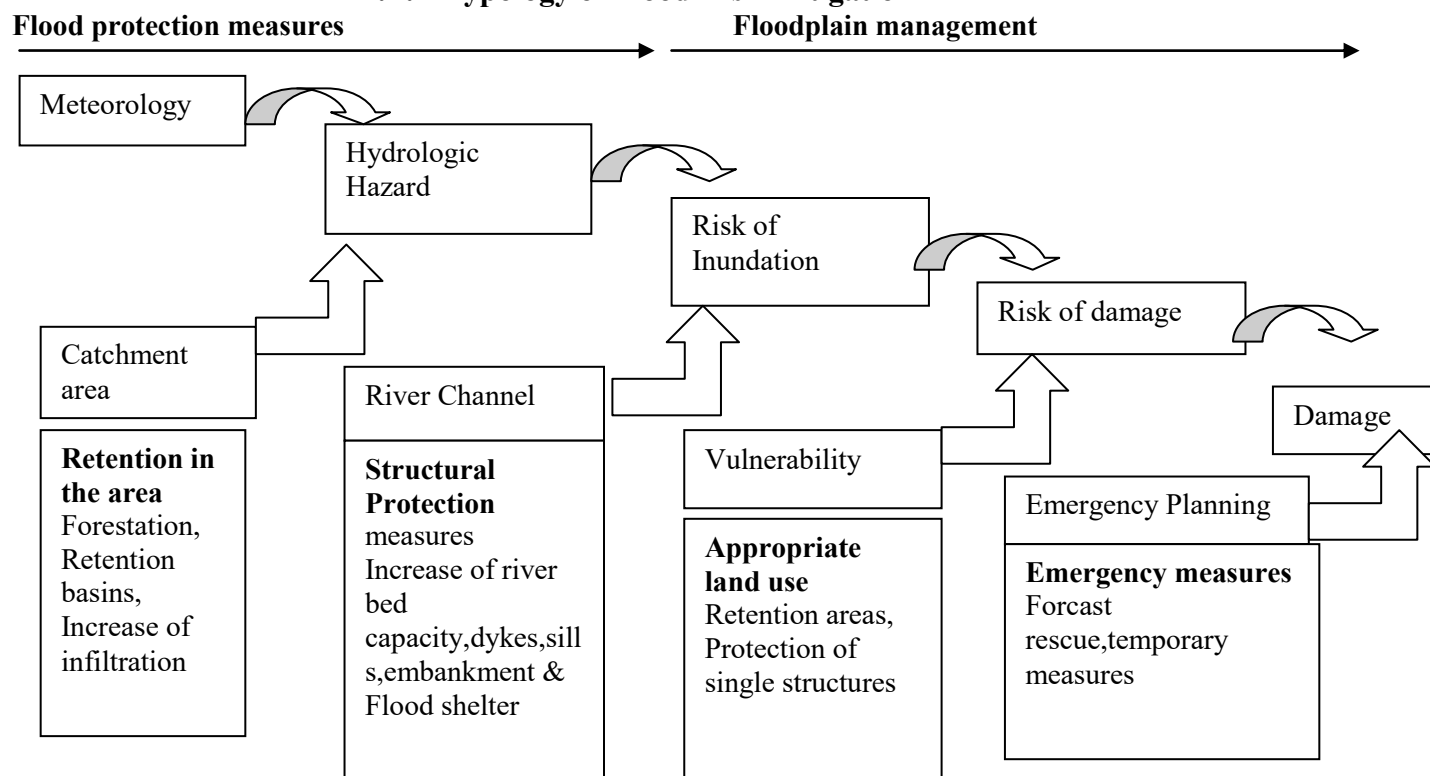 Flood protection measures
Floodplain management
Meteorology
Hydrologic
Hazard
Risk of
Inundation
Risk of damage
Damage
Catchment
area
Retention in
the area
Forestation,
Retention
basins,
Increase of
infiltration
River Channel
Structural
Protection
measures
Increase of river
bed
capacity,dykes,sill
s,embankment &
Flood shelter
Vulnerability
Appropriate
land use
Retention areas,
Protection of
single structures
Emergency Planning
Emergency measures
Forcast
rescue,temporary
measures